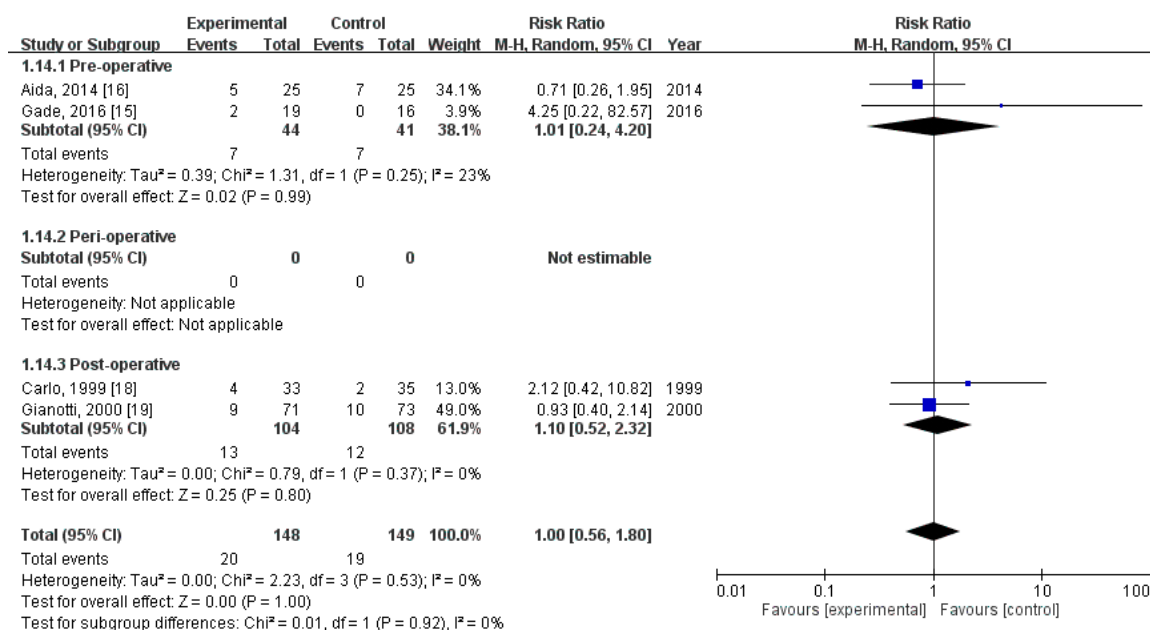 Experimental Control Risk Ratio Risk Ratio
Study or Subgroup Events Total Events Total Weight M-H, Random, 95% CI Year M-H, Random, 95% CI
1.14.1 Pre-operative
Aida, 2014 [16] 5 25 7 25 34.1% 0.71 [0.26, 1.95] 2014
Gade, 2016 [15] 2 19 0 16 3.9% 4.25 [0.22, 82.57] 2016
Subtotal (95% CI) 44 41 38.1% 1.01 [0.24, 4.20]
Total events 7 7
Heterogeneity: Tau² = 0.39; Chi² = 1.31, df = 1 (P = 0.25); I² = 23%
Test for overall effect: Z = 0.02 (P = 0.99)
1.14.2 Peri-operative
Subtotal (95% CI) 0 0 Not estimable
Total events 0 0
Heterogeneity: Not applicable
Test for overall effect: Not applicable
1.14.3 Post-operative
Carlo, 1999 [18] 4 33 2 35 13.0% 2.12 [0.42, 10.82] 1999
Gianotti, 2000 [19] 9 71 10 73 49.0% 0.93 [0.40, 2.14] 2000
Subtotal (95% CI) 104 108 61.9% 1.10 [0.52, 2.32]
Total events 13 12
Heterogeneity: Tau² = 0.00; Chi² = 0.79, df = 1 (P = 0.37); I² = 0%
Test for overall effect: Z = 0.25 (P = 0.80)
Total (95% CI) 148 149 100.0% 1.00 [0.56, 1.80]
Total events 20 19
Heterogeneity: Tau² = 0.00; Chi² = 2.23, df = 3 (P = 0.53); I² = 0%
Test for overall effect: Z = 0.00 (P = 1.00)
Test for subgroup differences: Chi² = 0.01, df = 1 (P = 0.92), I² = 0%
0.01 0.1 1 10 100
Favours [experimental] Favours [control]